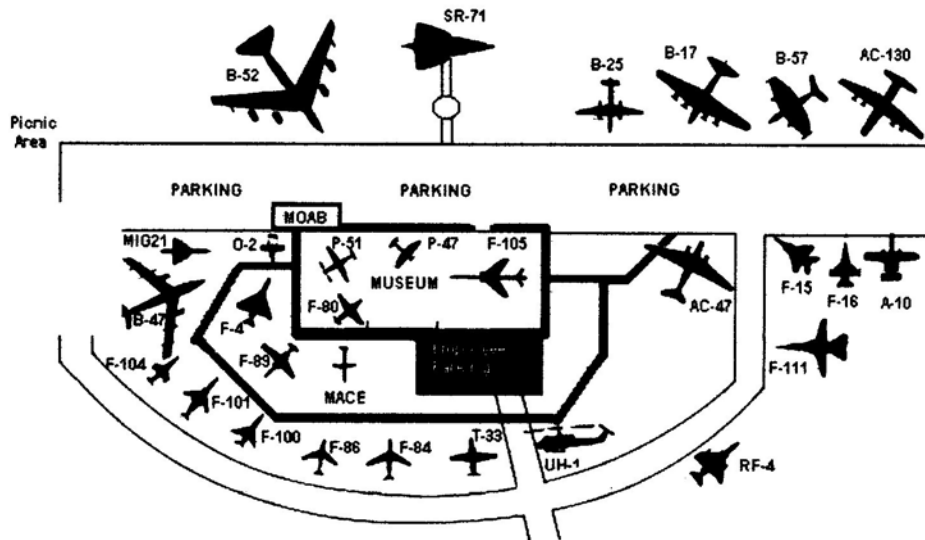 SR-71
B-52
B-25
B-17
B-57
AC-130
Picnic
Area
PARKING
PARKING
PARKING
MOAB
MIG21
O-2
P-51
P-47
F-105
MUSEUM
F-15
F-16
A-10
AC-47
B-47
F-4
F-80
F-104
F-89
F-111
F-101
MACE
Parking
F-100
F-86
F-84
T-33
UH-1
RF-4